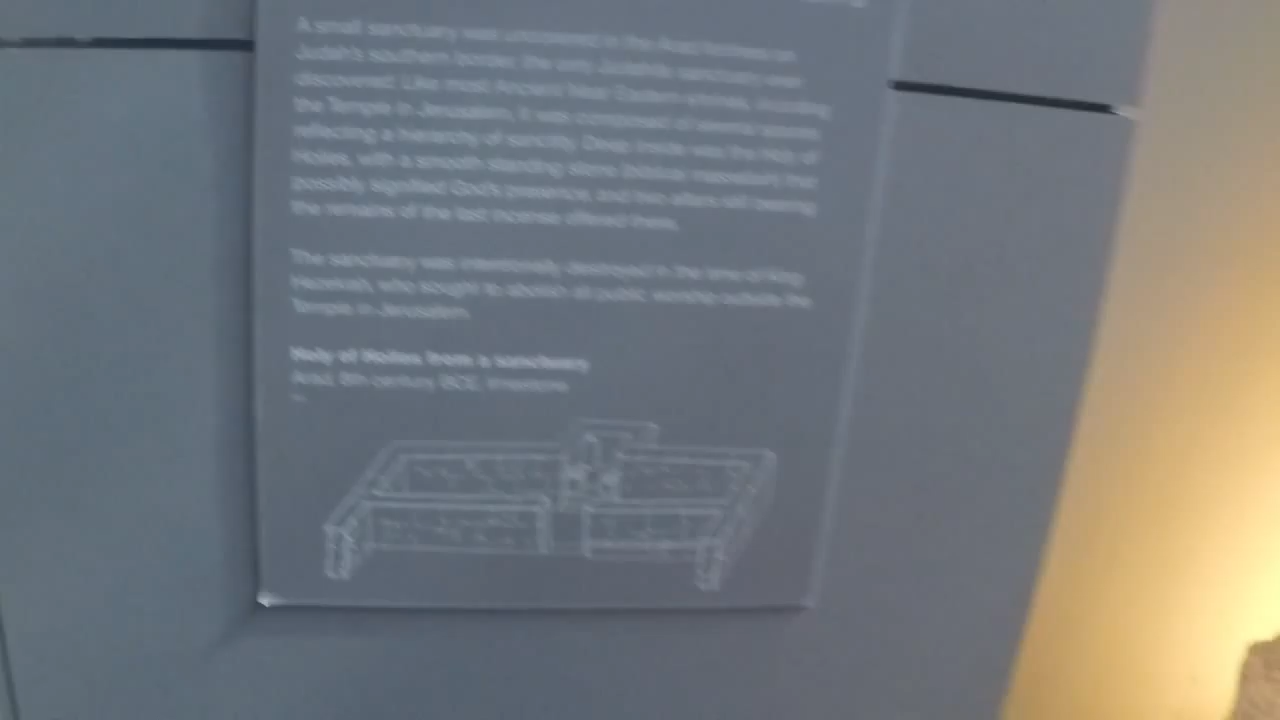 A small sanctuary was uncovered in the Arad fortress on
Judah's southern border, the only Judahite sanctuary ever
discovered. Like most Ancient Near Eastern shrines, including
the Temple in Jerusalem, it was composed of several spaces
reflecting a hierarchy of sanctity. Deep inside was the Holy of
Holies, with a smooth standing stone (biblical massebah) that
possibly signified God's presence, and two altars still bearing
the remains of the last incense offered there.
The sanctuary was intentionally destroyed in the time of King
Hezekiah, who sought to abolish all public worship outside the
Temple in Jerusalem.
Holy of Holies from a sanctuary
Arad, 8th century BCE, limestone